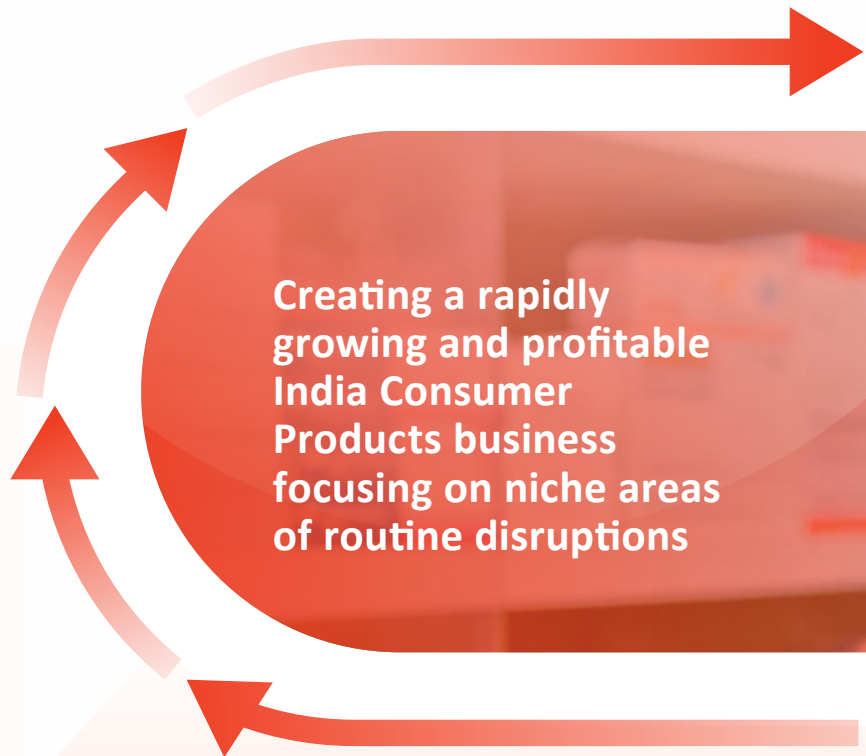 Creating a rapidly
growing and profitable
India Consumer
Products business
focusing on niche areas
of routine disruptions